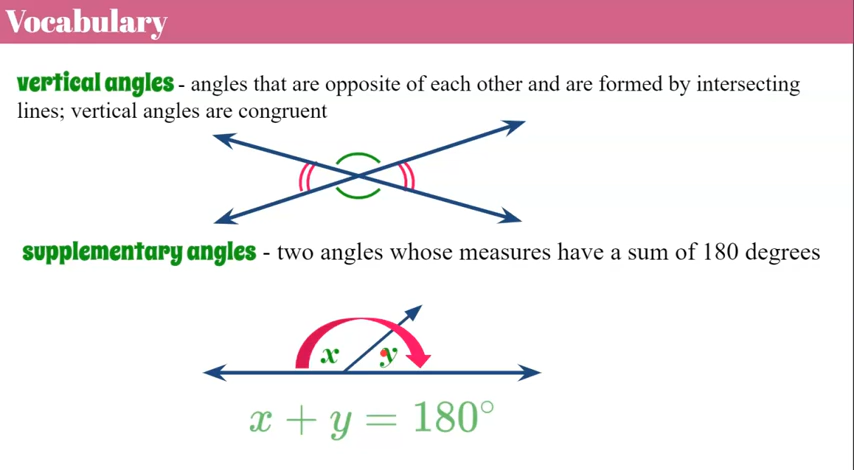 Vocabulary
vertical angles - angles that are opposite of each other and are formed by intersecting
lines; vertical angles are congruent
supplementary angles - two angles whose measures have a sum of 180 degrees
x y
x + y = 180°